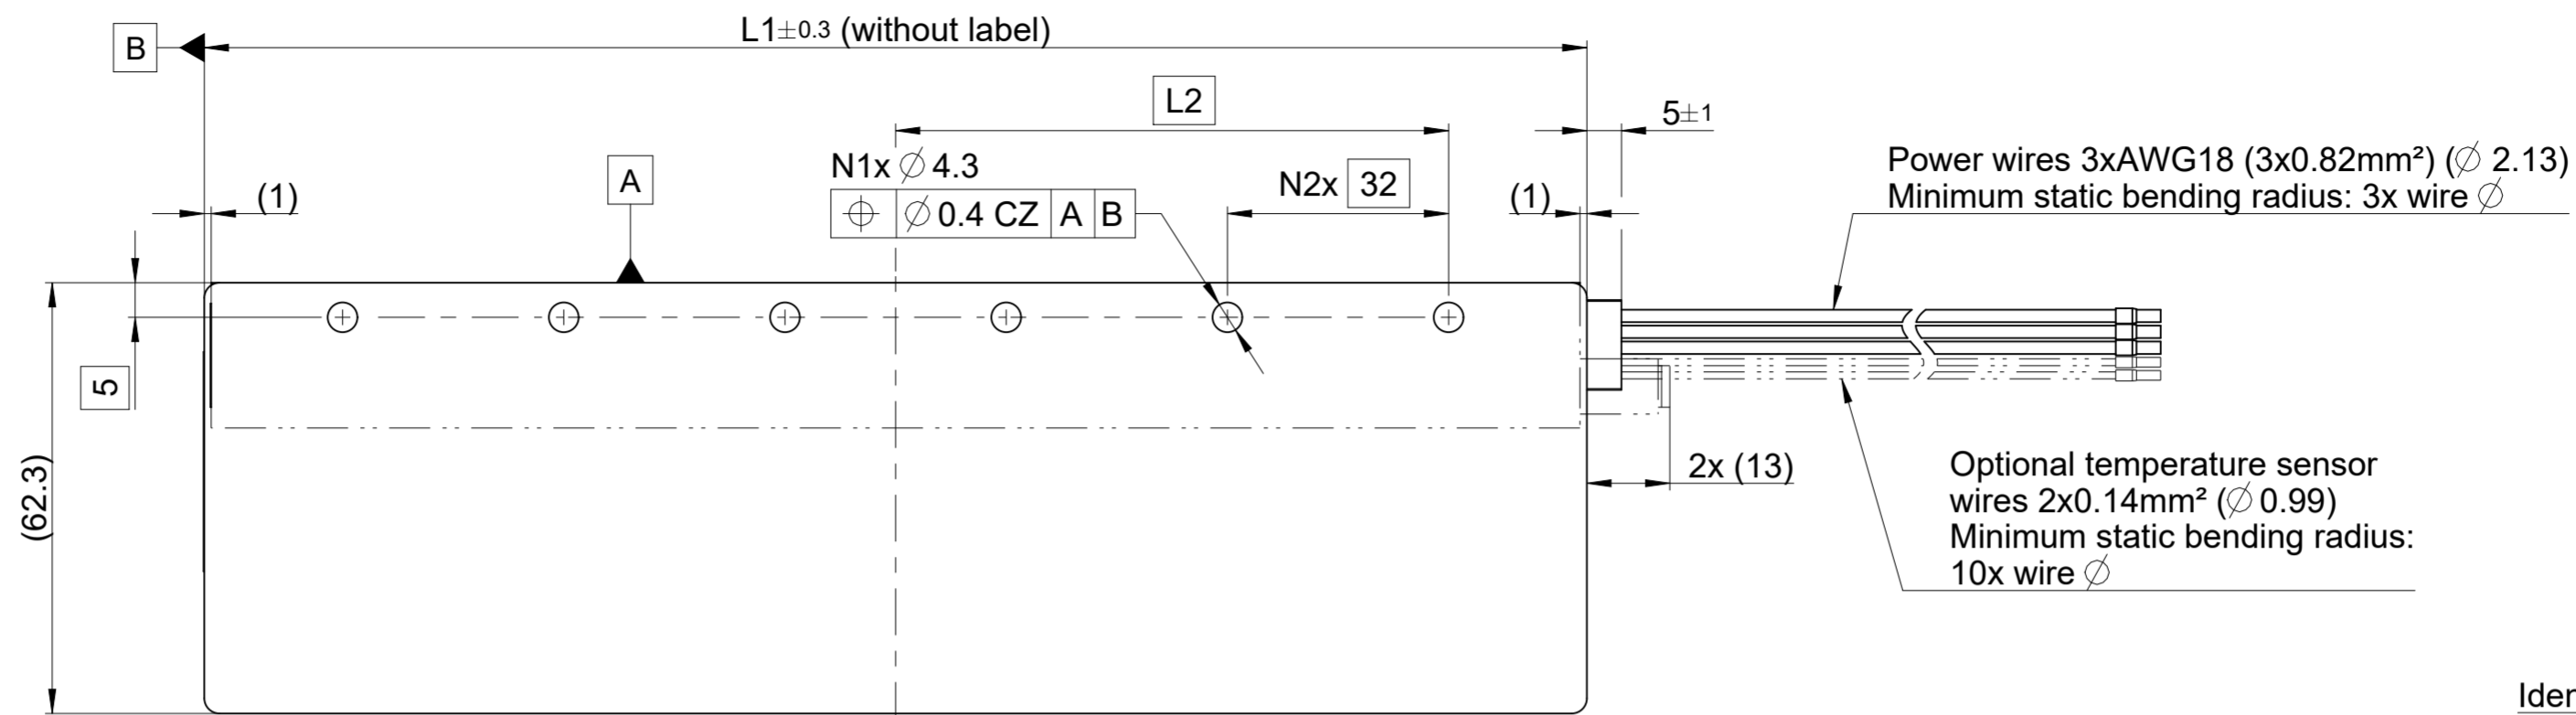 L1±0.3 (without label)
B
L2
5±1
N1x ⌀ 4.3
⌖ ⌀ 0.4 CZ A B
A
(1)
N2x 32
(1)
Power wires 3xAWG18 (3x0.82mm²) (⌀ 2.13)
Minimum static bending radius: 3x wire ⌀
5
(62.3)
2x (13)
Optional temperature sensor
wires 2x0.14mm² (⌀ 0.99)
Minimum static bending radius:
10x wire ⌀
Iden